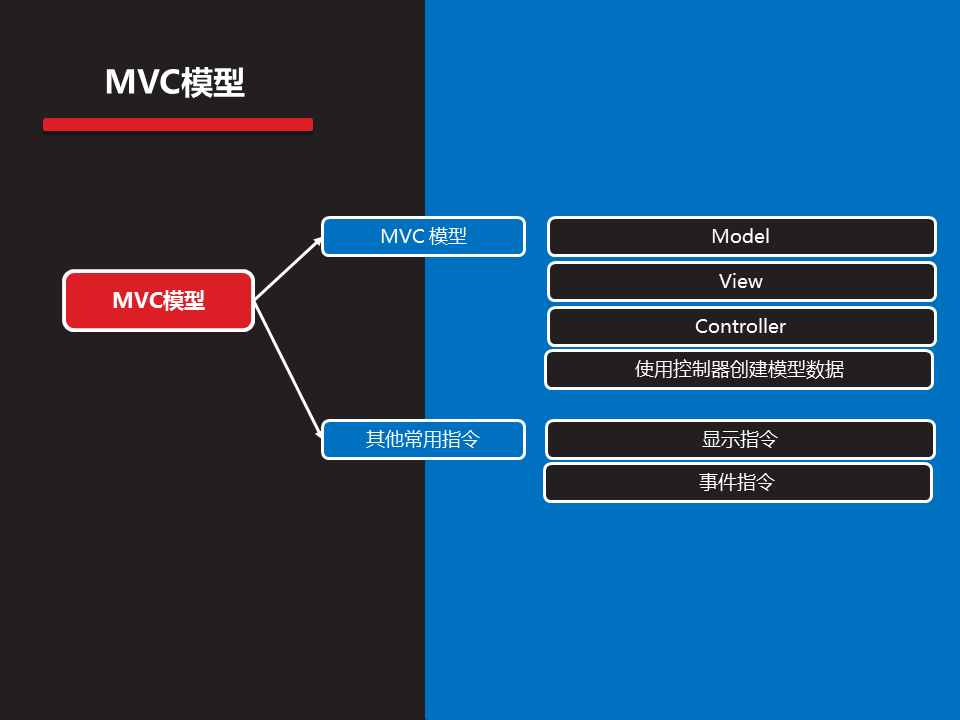 MVC模型
MVC模型
MVC 模型
Model
View
Controller
使用控制器创建模型数据
其他常用指令
显示指令
事件指令